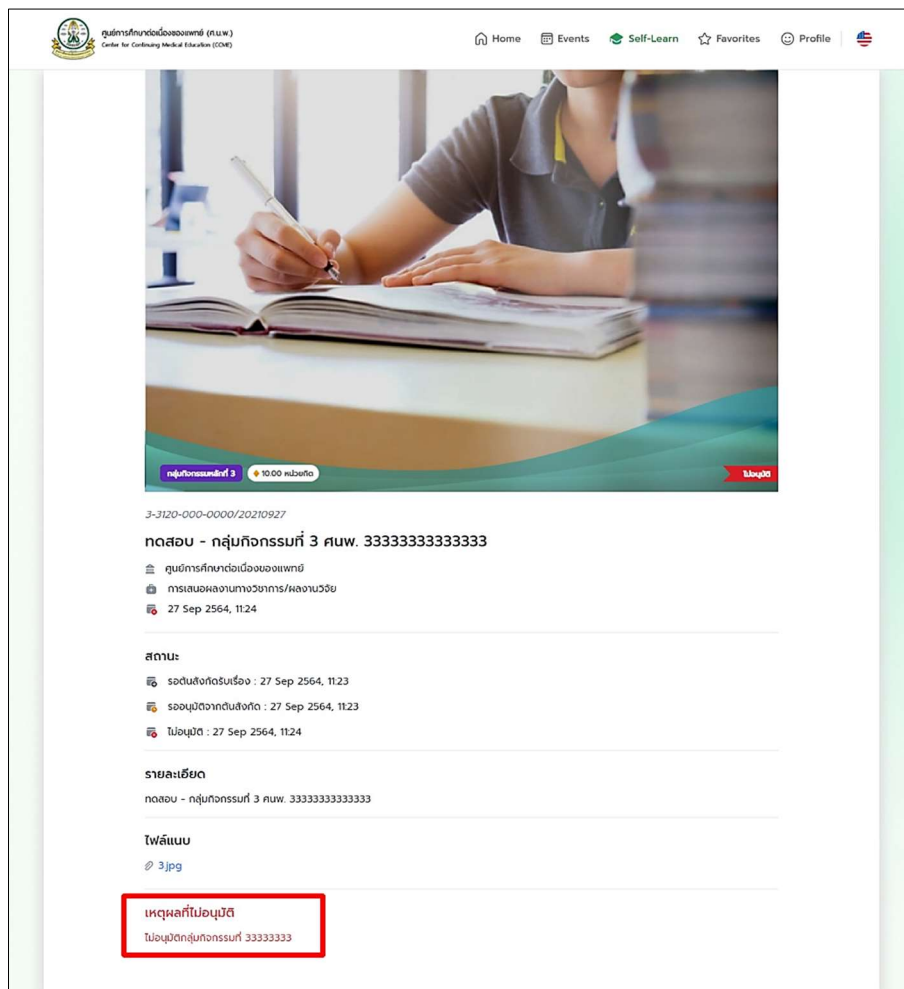 ศูนย์การศึกษาต่อเนื่องของแพทย์ (ศ.น.พ.)
Center for Continuing Medical Education (CCME)
Home Events Self-Learn Favorites Profile
กลุ่มกิจกรรมหลักที่ 3 10.00 หน่วยกิต ไม่อนุมัติ
3-3120-000-0000/20210927
ทดสอบ - กลุ่มกิจกรรมที่ 3 ศนพ. 33333333333333
ศูนย์การศึกษาต่อเนื่องของแพทย์
การเสนอผลงานทางวิชาการ/ผลงานวิจัย
27 Sep 2564, 11:24
สถานะ
รอต้นสังกัดรับเรื่อง : 27 Sep 2564, 11:23
รออนุมัติจากต้นสังกัด : 27 Sep 2564, 11:23
ไม่อนุมัติ : 27 Sep 2564, 11:24
รายละเอียด
ทดสอบ - กลุ่มกิจกรรมที่ 3 ศนพ. 33333333333333
ไฟล์แนบ
3.jpg
เหตุผลที่ไม่อนุมัติ
ไม่อนุมัติกลุ่มกิจกรรมที่ 33333333